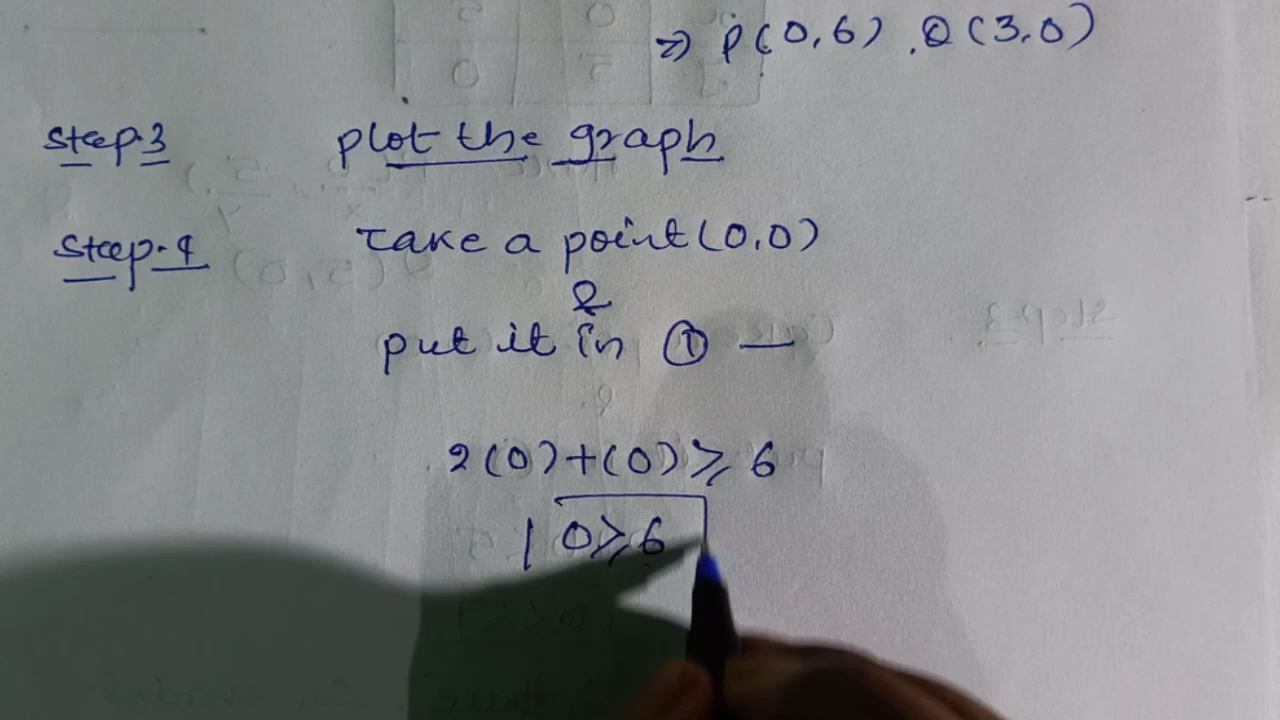 ⇒ P(0,6) , Q(3,0)
Step-3 plot the graph
Step-4 Take a point (0,0)
&
put it in ① —
2(0)+(0) ≥ 6
0 ≥ 6